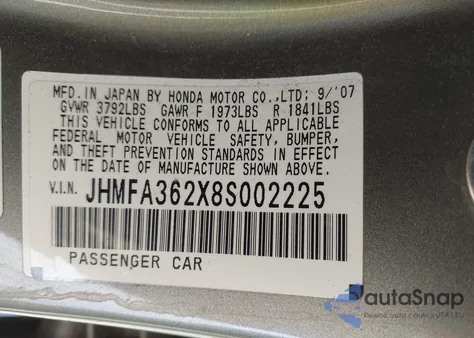 MFD. IN JAPAN BY HONDA MOTOR CO.,LTD: 9/'07
GVWR 3792LBS GAWR F 1973LBS R 1841LBS
THIS VEHICLE CONFORMS TO ALL APPLICABLE
FEDERAL MOTOR VEHICLE SAFETY, BUMPER,
AND THEFT PREVENTION STANDARDS IN EFFECT
ON THE DATE OF MANUFACTURE SHOWN ABOVE.
V.I.N. JHMFA362X8S002225
PASSENGER CAR
autaSnap